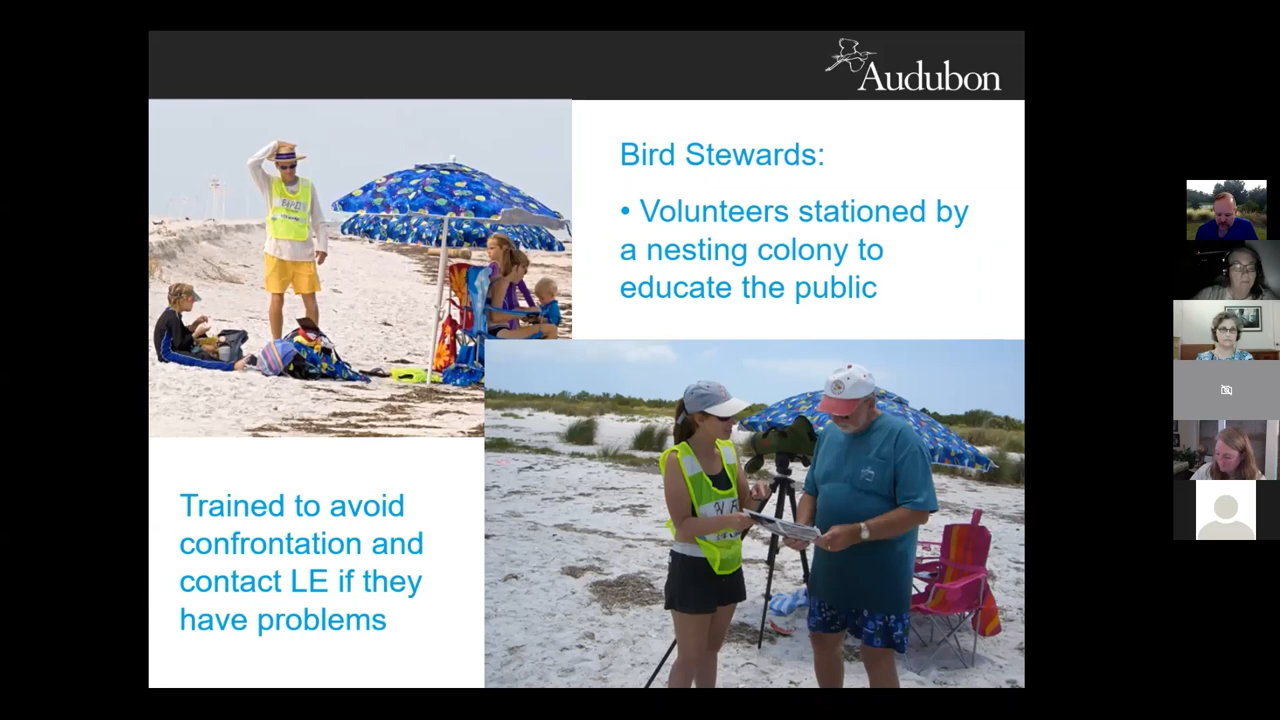 Audubon
Bird Stewards:
• Volunteers stationed by
a nesting colony to
educate the public
BIRD
Trained to avoid
confrontation and
contact LE if they
have problems